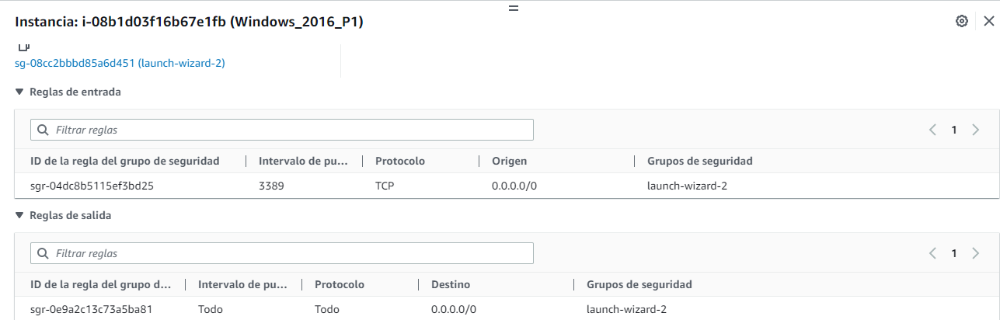 Instancia: i-08b1d03f16b67e1fb (Windows_2016_P1)
sg-08cc2bbbd85a6d451 (launch-wizard-2)
Reglas de entrada
Filtrar reglas 1
ID de la regla del grupo de seguridad Intervalo de pu... Protocolo Origen Grupos de seguridad
sgr-04dc8b5115ef3bd25 3389 TCP 0.0.0.0/0 launch-wizard-2
Reglas de salida
Filtrar reglas 1
ID de la regla del grupo d... Intervalo de pu... Protocolo Destino Grupos de seguridad
sgr-0e9a2c13c73a5ba81 Todo Todo 0.0.0.0/0 launch-wizard-2